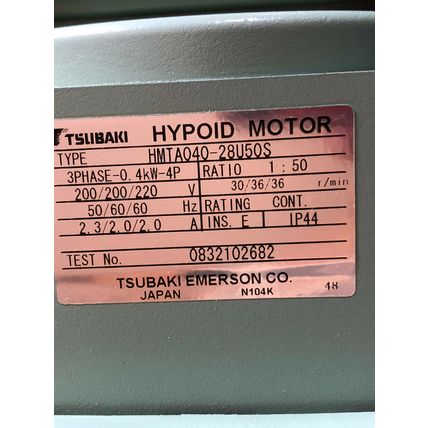 TSUBAKI HYPOID MOTOR
TYPE HMTA040-28U50S
3PHASE-0.4kW-4P RATIO 1:50
200/200/220 V 30/36/36 r/min
50/60/60 Hz RATING CONT.
2.3/2.0/2.0 A INS. E IP44
TEST No. 0832102682
TSUBAKI EMERSON CO.
JAPAN N104K 48